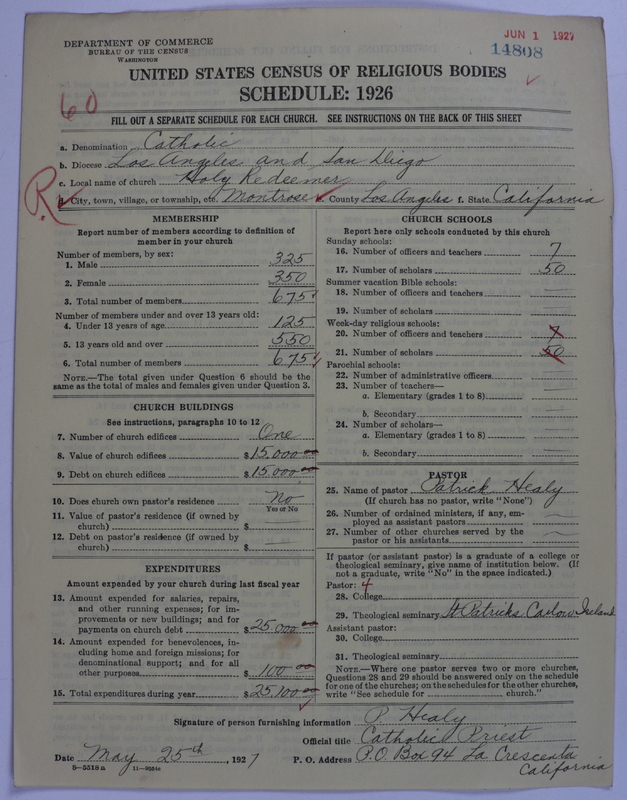 JUN 1 1927
14808
DEPARTMENT OF COMMERCE
BUREAU OF THE CENSUS
WASHINGTON
UNITED STATES CENSUS OF RELIGIOUS BODIES
SCHEDULE: 1926
60
FILL OUT A SEPARATE SCHEDULE FOR EACH CHURCH. SEE INSTRUCTIONS ON THE BACK OF THIS SHEET
a. Denomination Catholic
b. Diocese Los Angeles and San Diego
c. Local name of church Holy Redeemer
R
d. City, town, village, or township, etc. Montrose e. County Los Angeles f. State California
MEMBERSHIP
Report number of members according to definition of
member in your church
Number of members, by sex:
1. Male 325
2. Female 350
3. Total number of members 675
Number of members under and over 13 years old:
4. Under 13 years of age 125
5. 13 years old and over 550
6. Total number of members 675
NOTE.—The total given under Question 6 should be the
same as the total of males and females given under Question 3.
CHURCH BUILDINGS
See instructions, paragraphs 10 to 12
7. Number of church edifices One
8. Value of church edifices $15.000.00
9. Debt on church edifices $15.000.00
10. Does church own pastor's residence No
Yes or No
11. Value of pastor's residence (if owned by
church) $
12. Debt on pastor's residence (if owned by
church) $
EXPENDITURES
Amount expended by your church during last fiscal year
13. Amount expended for salaries, repairs,
and other running expenses; for im-
provements or new buildings; and for
payments on church debt $25.000 00
14. Amount expended for benevolences, in-
cluding home and foreign missions; for
denominational support; and for all
other purposes $100 00
15. Total expenditures during year $25.100 00
CHURCH SCHOOLS
Report here only schools conducted by this church
Sunday schools:
16. Number of officers and teachers 7
17. Number of scholars 50
Summer vacation Bible schools:
18. Number of officers and teachers
19. Number of scholars
Week-day religious schools:
20. Number of officers and teachers 7
21. Number of scholars 50
Parochial schools:
22. Number of administrative officers
23. Number of teachers—
a. Elementary (grades 1 to 8)
b. Secondary
24. Number of scholars—
a. Elementary (grades 1 to 8)
b. Secondary
PASTOR
25. Name of pastor Patrick Healy
(If church has no pastor, write "None")
26. Number of ordained ministers, if any, em-
ployed as assistant pastors
27. Number of other churches served by the
pastor or his assistants
If pastor (or assistant pastor) is a graduate of a college or
theological seminary, give name of institution below. (If
not a graduate, write "No" in the space indicated.)
Pastor: 4
28. College
29. Theological seminary St Patricks Carlow Ireland
Assistant pastor:
30. College
31. Theological seminary
NOTE.—Where one pastor serves two or more churches,
Questions 28 and 29 should be answered only on the schedule
for one of the churches; on the schedules for the other churches,
write "See schedule for church."
Signature of person furnishing information P. Healy
Official title Catholic Priest
Date May 25th, 1927 P. O. Address P.O. Box 94 La Crescenta
California
8—5518 a